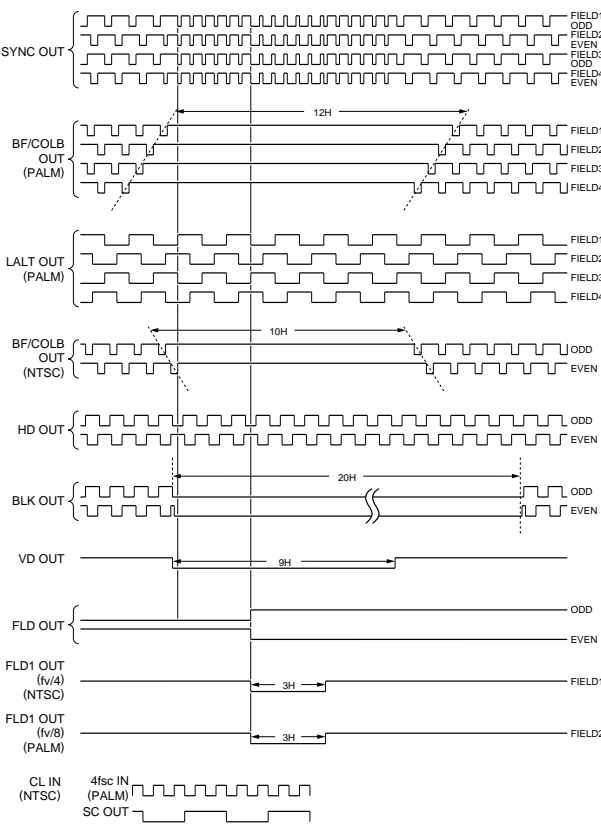 FIELD1
ODD
FIELD2
EVEN
FIELD3
ODD
FIELD4
EVEN
SYNC OUT
12H
BF/COLB
OUT
(PALM)
FIELD1
FIELD2
FIELD3
FIELD4
LALT OUT
(PALM)
FIELD1
FIELD2
FIELD3
FIELD4
10H
BF/COLB
OUT
(NTSC)
ODD
EVEN
HD OUT
ODD
EVEN
20H
BLK OUT
ODD
EVEN
VD OUT
9H
FLD OUT
ODD
EVEN
FLD1 OUT
(fv/4)
(NTSC)
3H
FIELD1
FLD1 OUT
(fv/8)
(PALM)
3H
FIELD2
CL IN
(NTSC)
4fsc IN
(PALM)
SC OUT